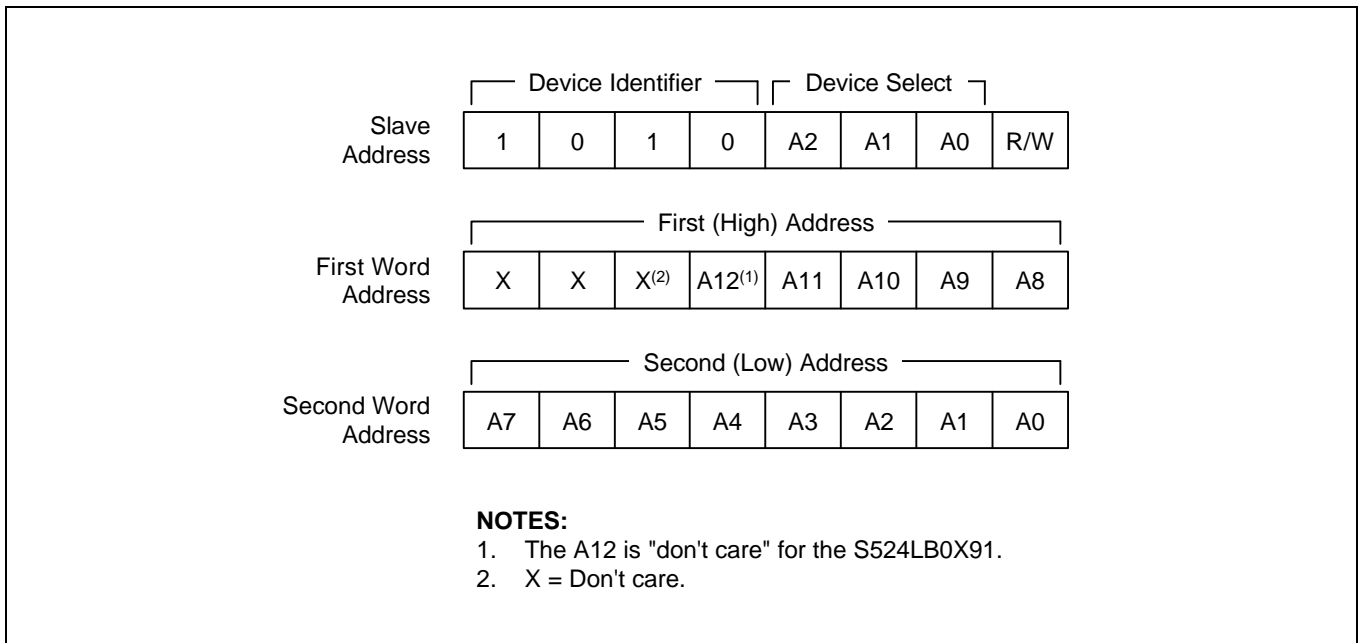 Device Identifier Device Select
Slave Address 1 0 1 0 A2 A1 A0 R/W
First (High) Address
First Word Address X X X(2) A12(1) A11 A10 A9 A8
Second (Low) Address
Second Word Address A7 A6 A5 A4 A3 A2 A1 A0
NOTES:
1. The A12 is "don't care" for the S524LB0X91.
2. X = Don't care.